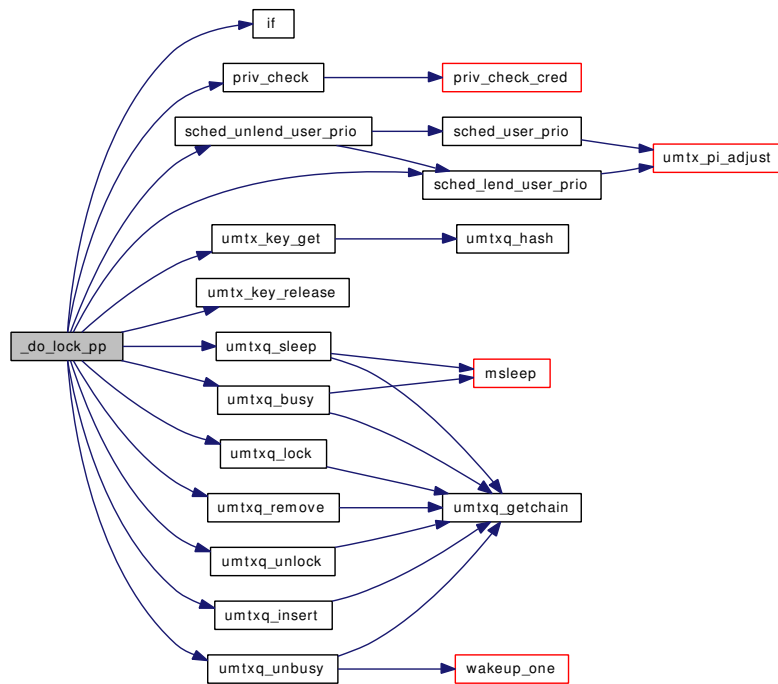 if
priv_check
priv_check_cred
sched_unlend_user_prio
sched_user_prio
umtx_pi_adjust
sched_lend_user_prio
umtx_key_get
umtxq_hash
umtx_key_release
_do_lock_pp
umtxq_sleep
msleep
umtxq_busy
umtxq_lock
umtxq_remove
umtxq_getchain
umtxq_unlock
umtxq_insert
umtxq_unbusy
wakeup_one